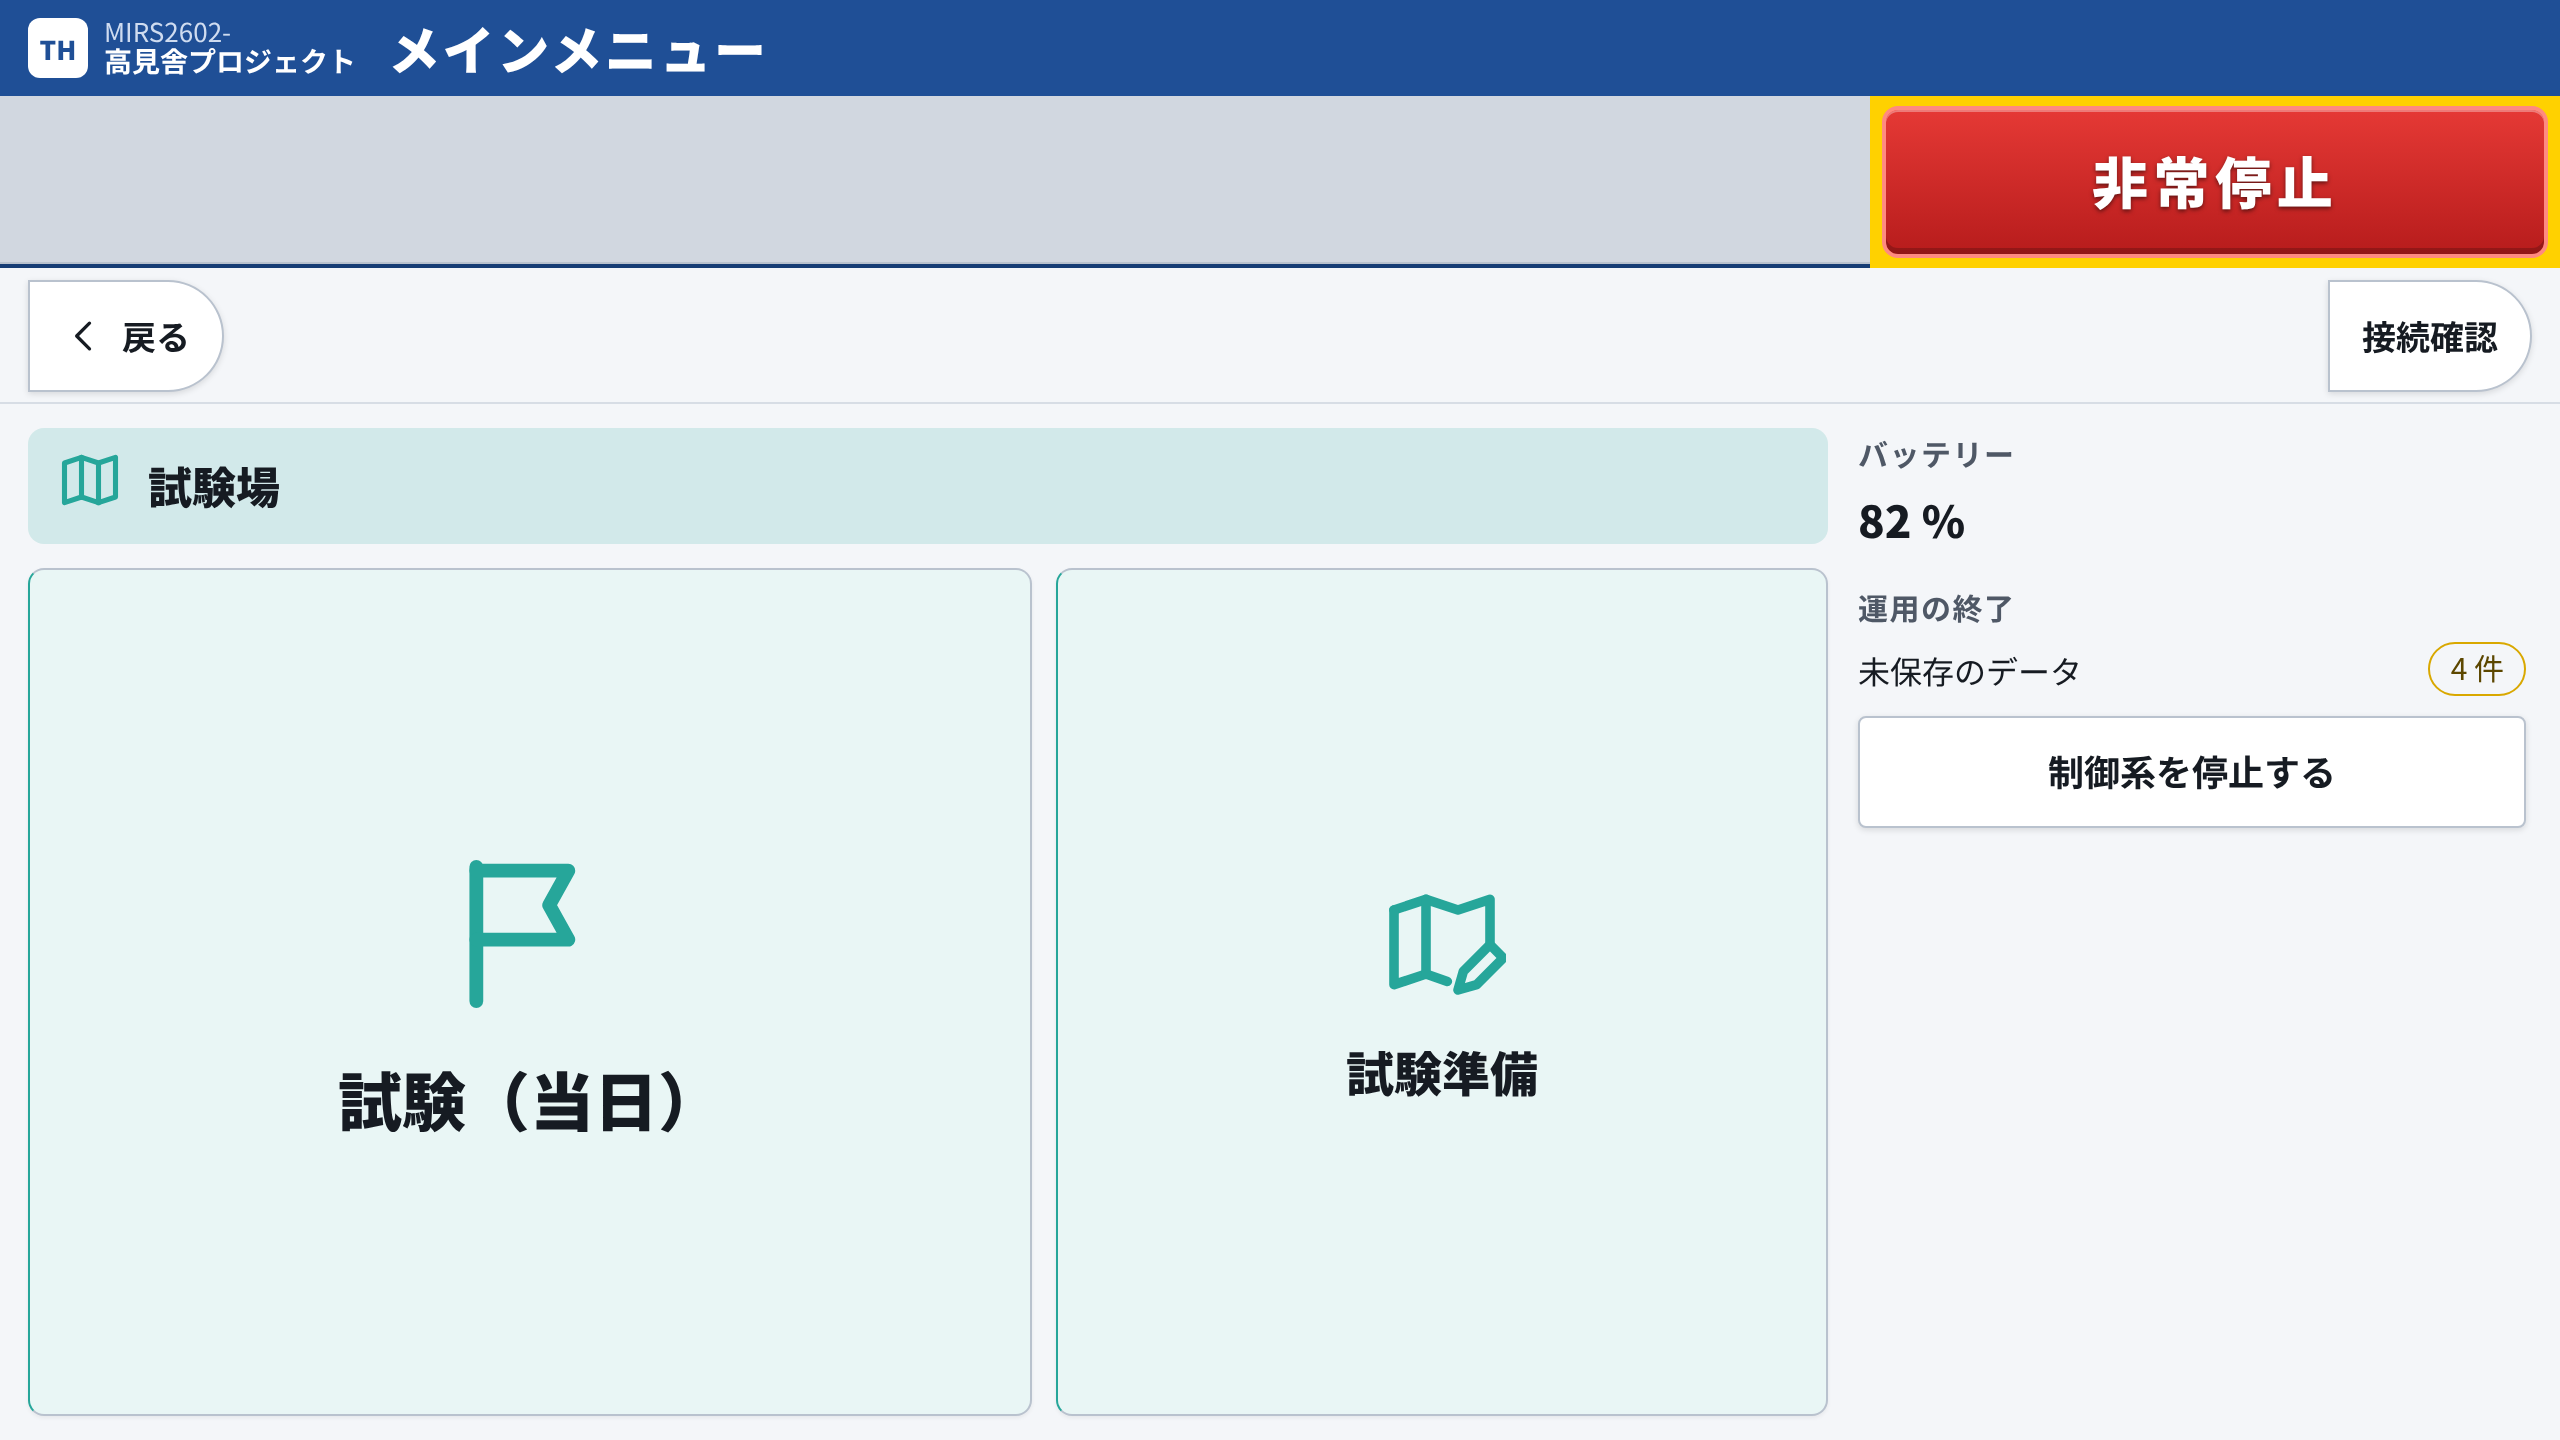 TH
MIRS2602-
高見舎プロジェクト
メインメニュー
非常停止
戻る
接続確認
試験場
バッテリー
82 %
運用の終了
未保存のデータ
4 件
制御系を停止する
試験（当日）
試験準備